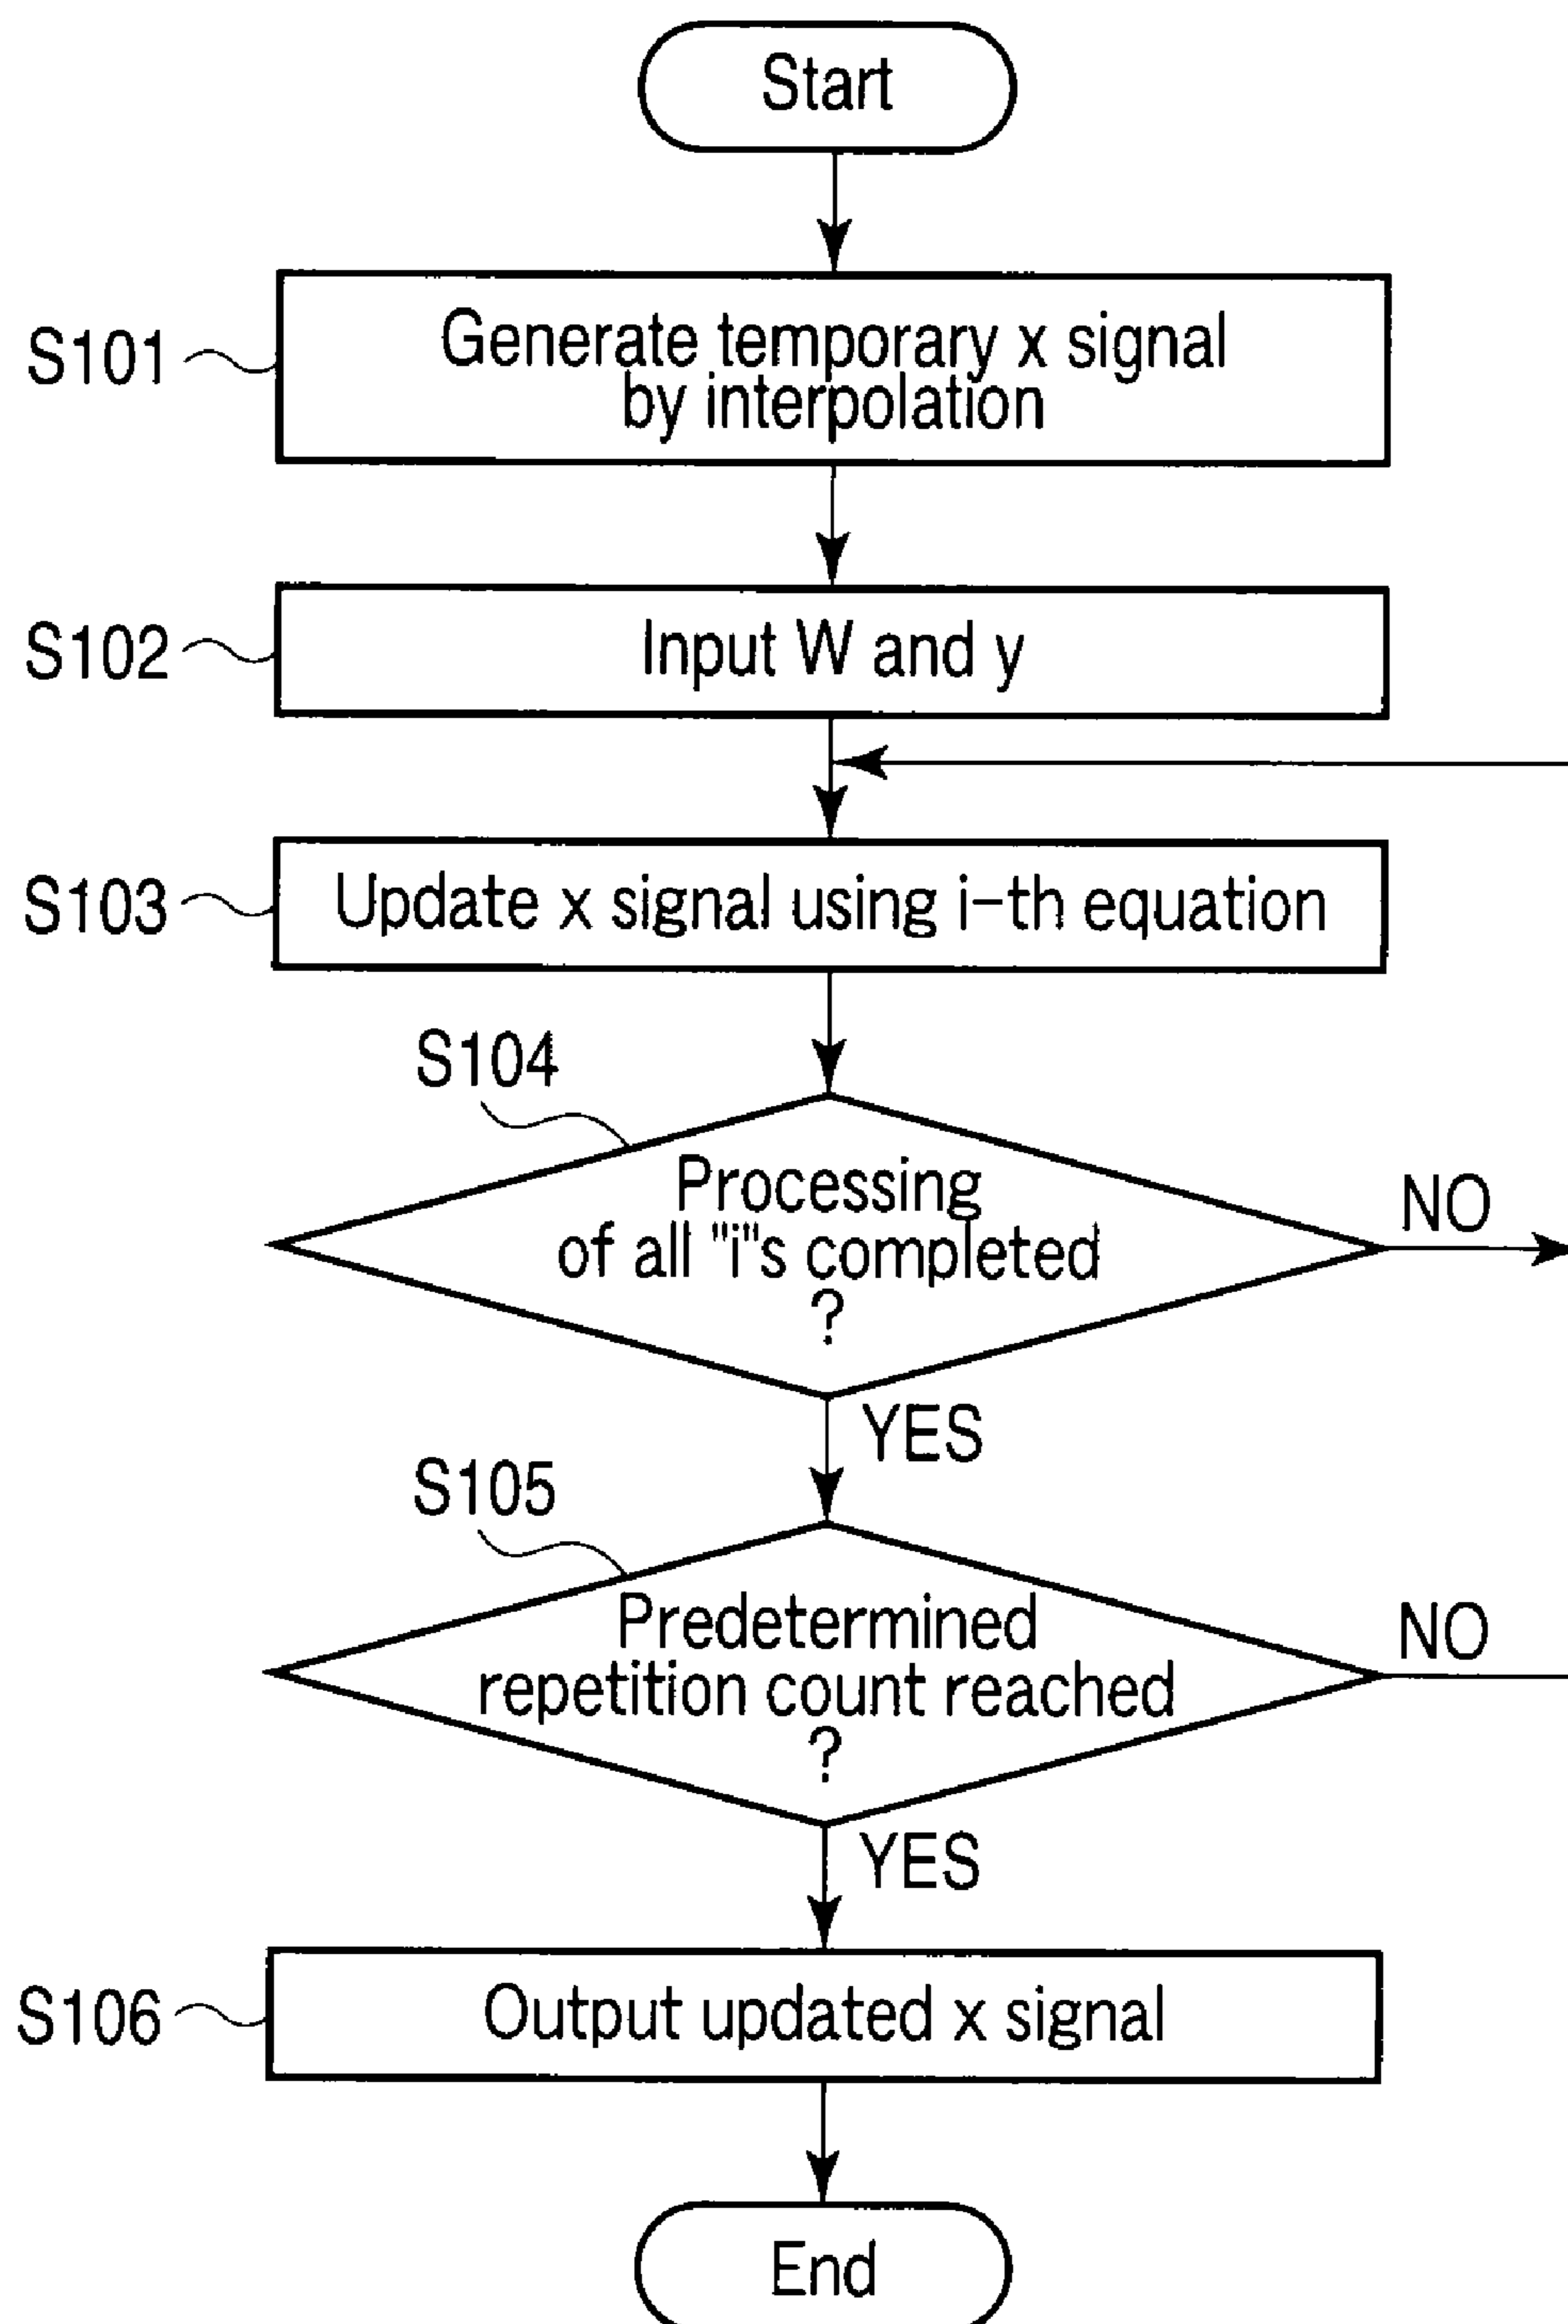 Start
S101
Generate temporary x signal
by interpolation
S102
Input W and y
S103
Update x signal using i-th equation
S104
Processing
of all "i"s completed
?
NO
YES
S105
Predetermined
repetition count reached
?
NO
YES
S106
Output updated x signal
End